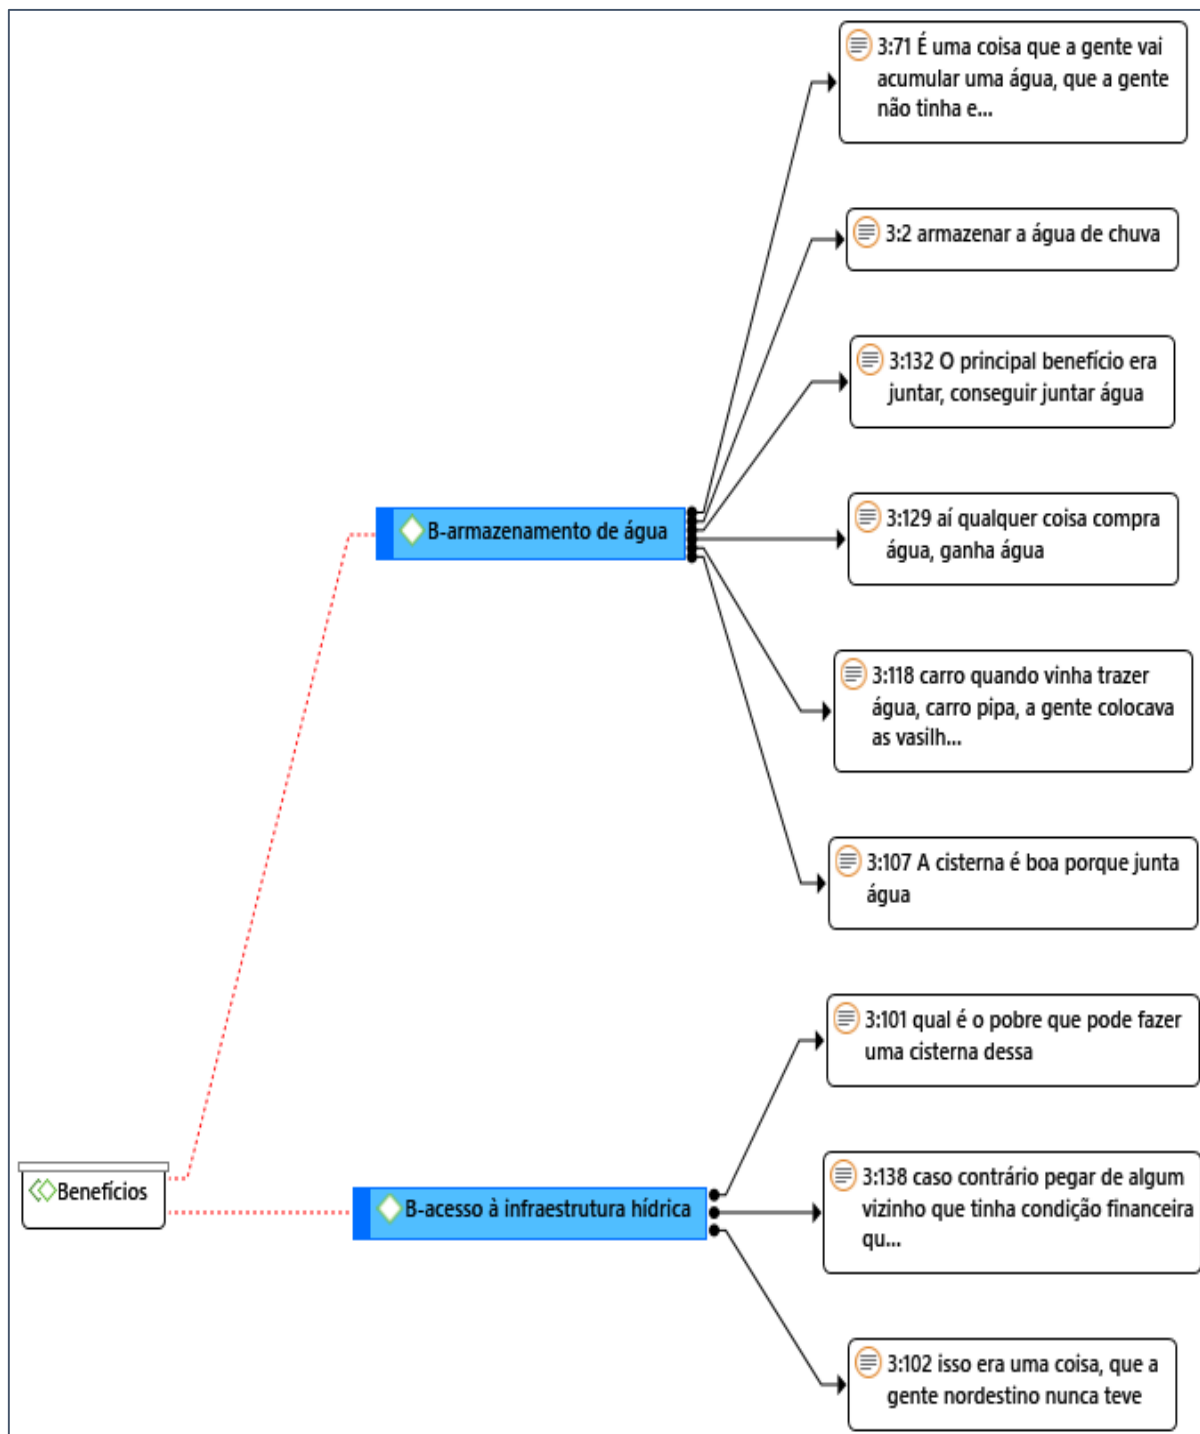 3:71 É uma coisa que a gente vai
acumular uma água, que a gente
não tinha e...
3:2 armazenar a água de chuva
3:132 O principal benefício era
juntar, conseguir juntar água
3:129 aí qualquer coisa compra
água, ganha água
B-armazenamento de água
3:118 carro quando vinha trazer
água, carro pipa, a gente colocava
as vasilh...
3:107 A cisterna é boa porque junta
água
3:101 qual é o pobre que pode fazer
uma cisterna dessa
Benefícios
B-acesso à infraestrutura hídrica
3:138 caso contrário pegar de algum
vizinho que tinha condição financeira
qu...
3:102 isso era uma coisa, que a
gente nordestino nunca teve